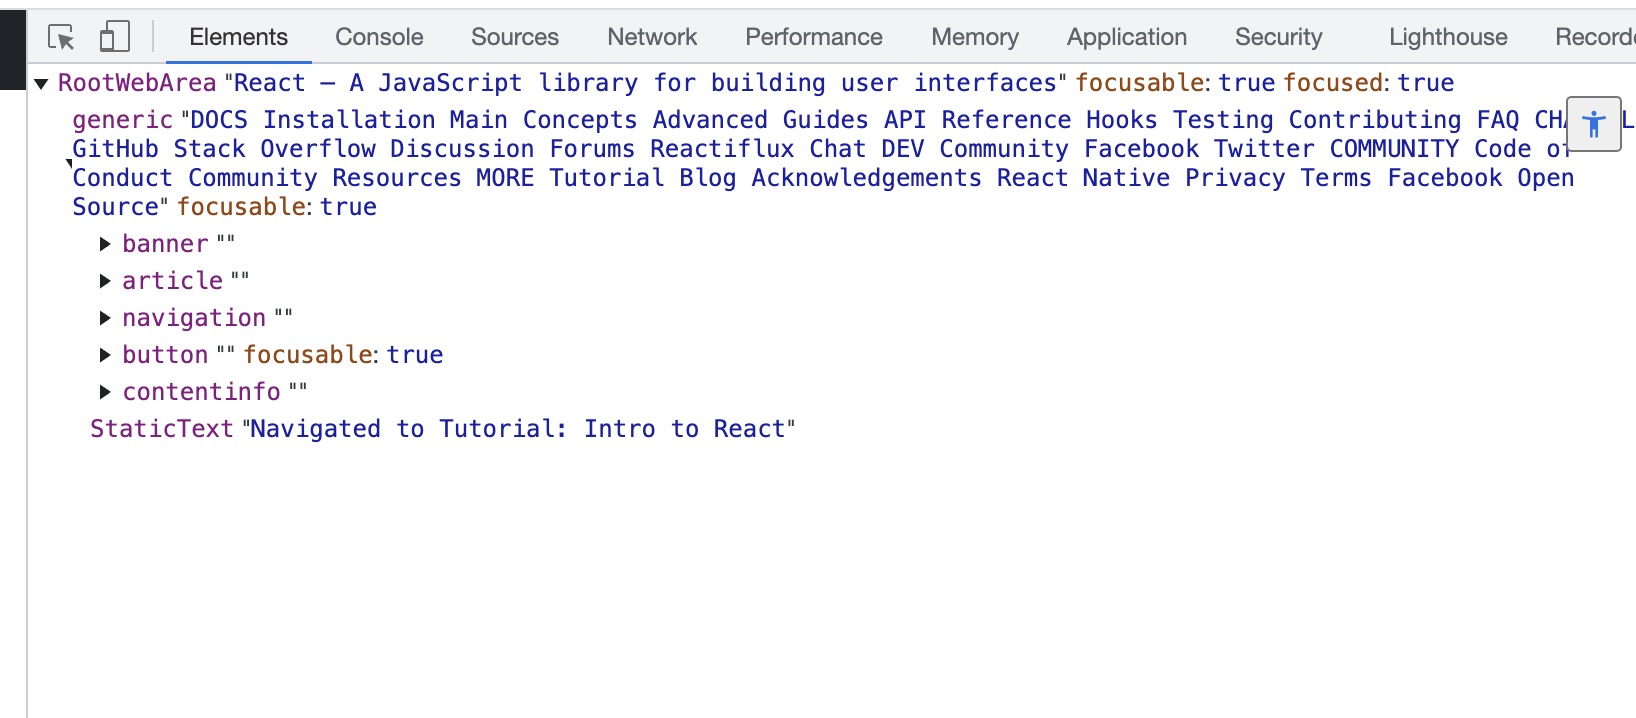 Elements Console Sources Network Performance Memory Application Security Lighthouse
RootWebArea "React – A JavaScript library for building user interfaces" focusable: true focused: true
generic "DOCS Installation Main Concepts Advanced Guides API Reference Hooks Testing Contributing FAQ
GitHub Stack Overflow Discussion Forums Reactiflux Chat DEV Community Facebook Twitter COMMUNITY Code of
Conduct Community Resources MORE Tutorial Blog Acknowledgements React Native Privacy Terms Facebook Open
Source" focusable: true
banner ""
article ""
navigation ""
button "" focusable: true
contentinfo ""
StaticText "Navigated to Tutorial: Intro to React"